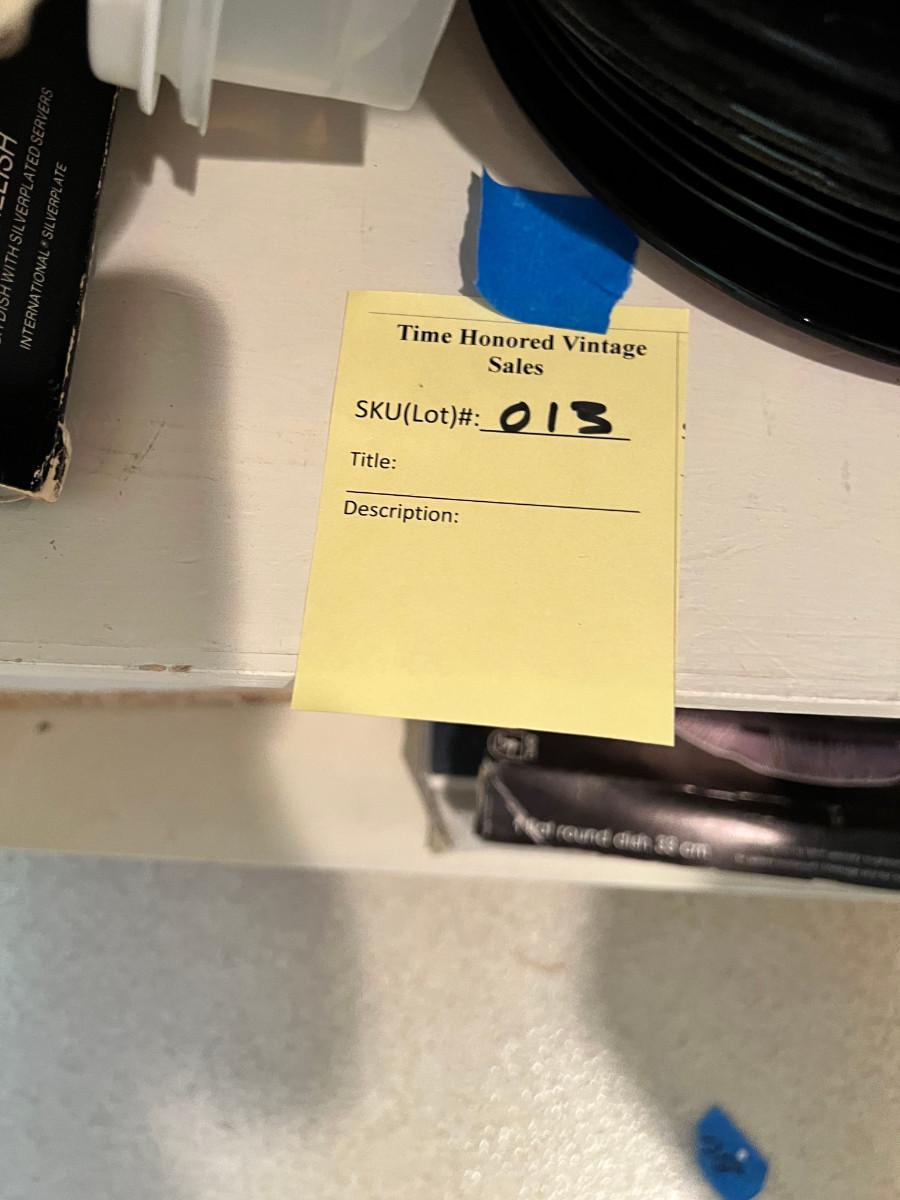 DISH WITH SILVERPLATED SERVERS
INTERNATIONAL® SILVERPLATE
Time Honored Vintage
Sales
SKU(Lot)#: 013
Title:
Description:
round dish 33 cm